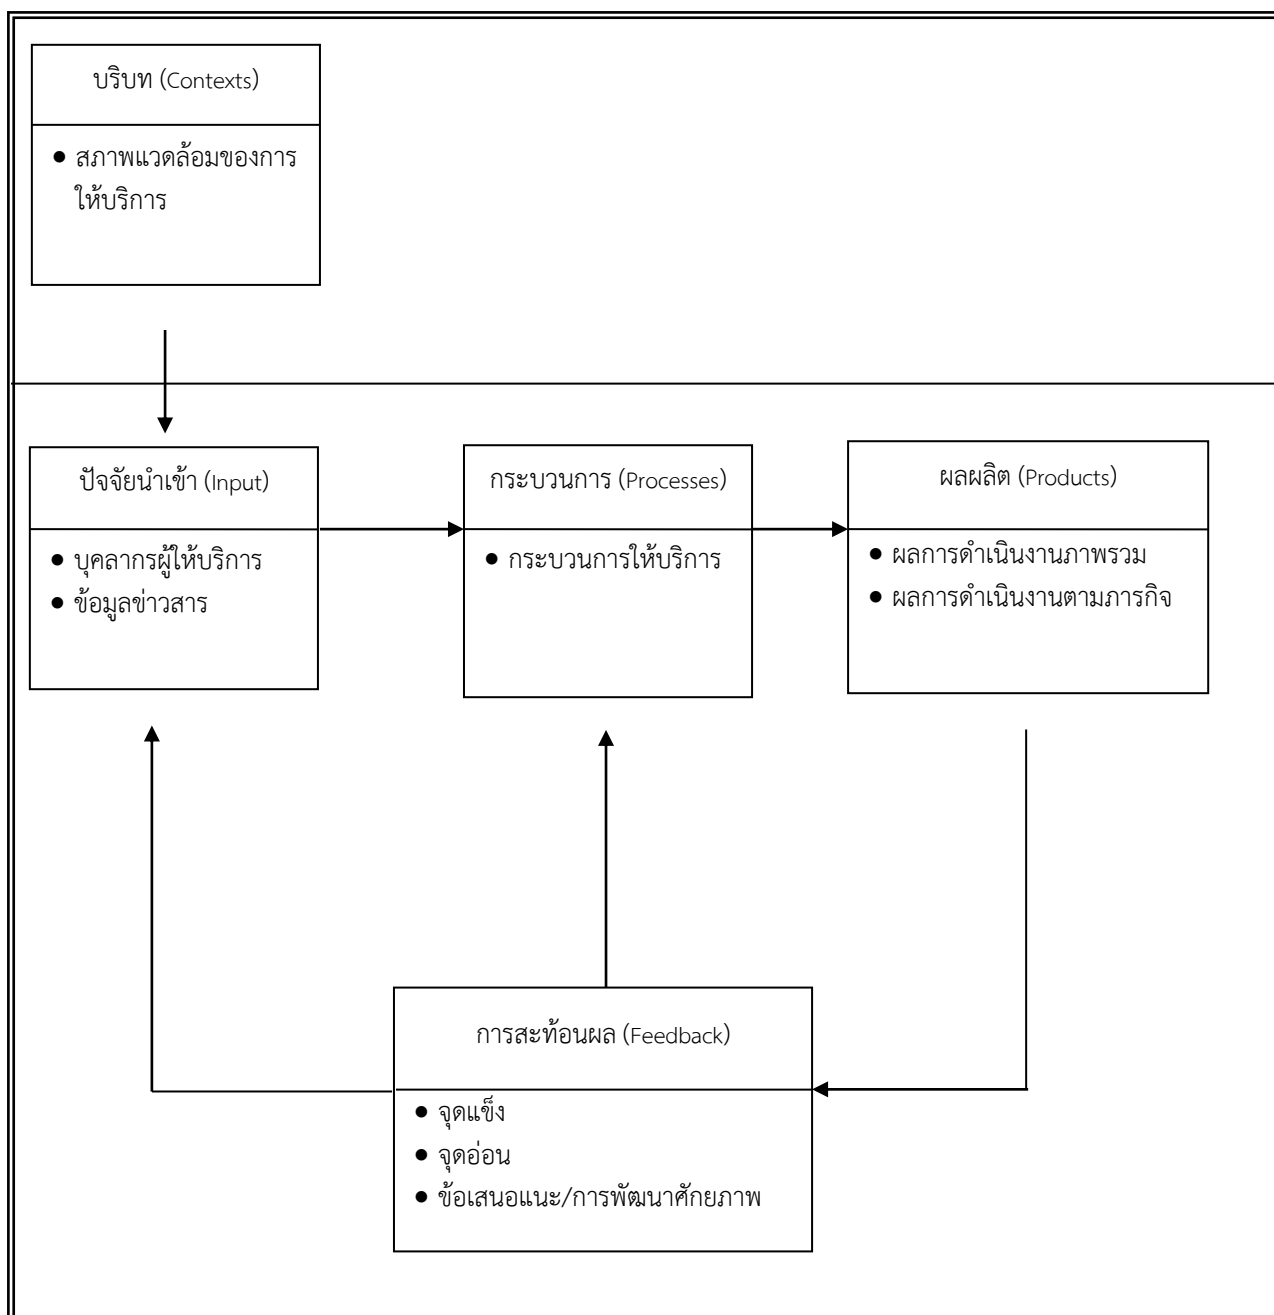 บริบท (Contexts)
● สภาพแวดล้อมของการ
ให้บริการ
ปัจจัยนำเข้า (Input)
● บุคลากรผู้ให้บริการ
● ข้อมูลข่าวสาร
กระบวนการ (Processes)
● กระบวนการให้บริการ
ผลผลิต (Products)
● ผลการดำเนินงานภาพรวม
● ผลการดำเนินงานตามภารกิจ
การสะท้อนผล (Feedback)
● จุดแข็ง
● จุดอ่อน
● ข้อเสนอแนะ/การพัฒนาศักยภาพ